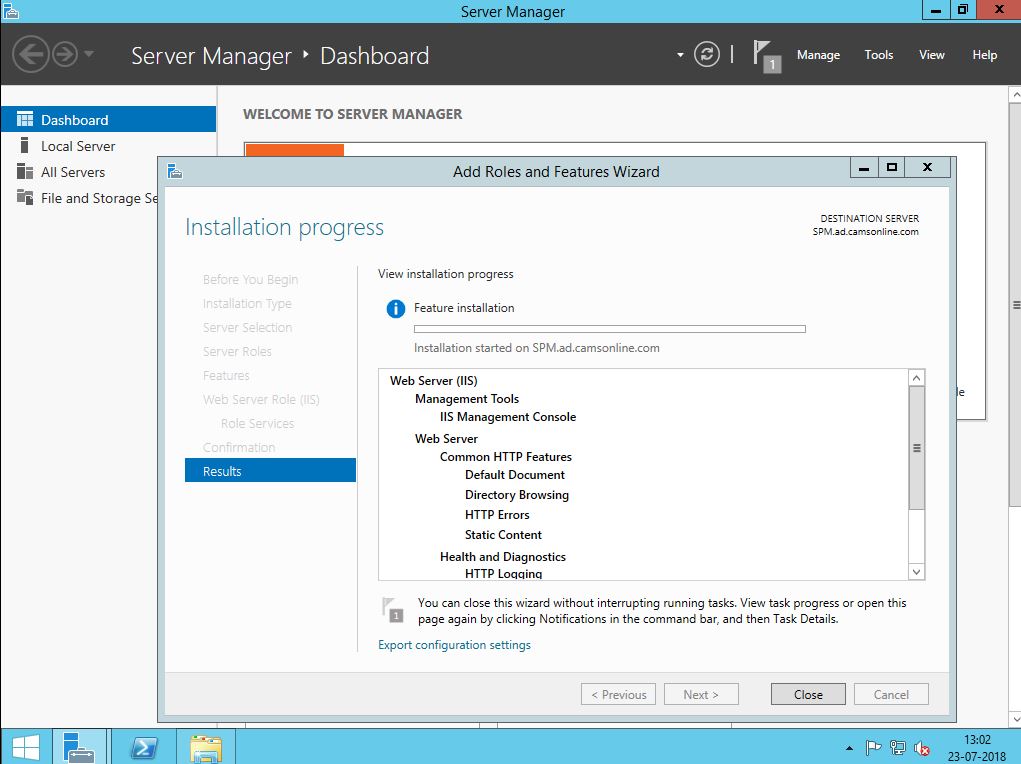 Server Manager
Server Manager ‣ Dashboard
1
Manage
Tools
View
Help
Dashboard
Local Server
All Servers
File and Storage Se
WELCOME TO SERVER MANAGER
Add Roles and Features Wizard
Installation progress
DESTINATION SERVER
SPM.ad.camsonline.com
Before You Begin
Installation Type
Server Selection
Server Roles
Features
Web Server Role (IIS)
Role Services
Confirmation
Results
View installation progress
Feature installation
Installation started on SPM.ad.camsonline.com
Web Server (IIS)
Management Tools
IIS Management Console
Web Server
Common HTTP Features
Default Document
Directory Browsing
HTTP Errors
Static Content
Health and Diagnostics
HTTP Logging
1
You can close this wizard without interrupting running tasks. View task progress or open this
page again by clicking Notifications in the command bar, and then Task Details.
Export configuration settings
< Previous
Next >
Close
Cancel
13:02
23-07-2018